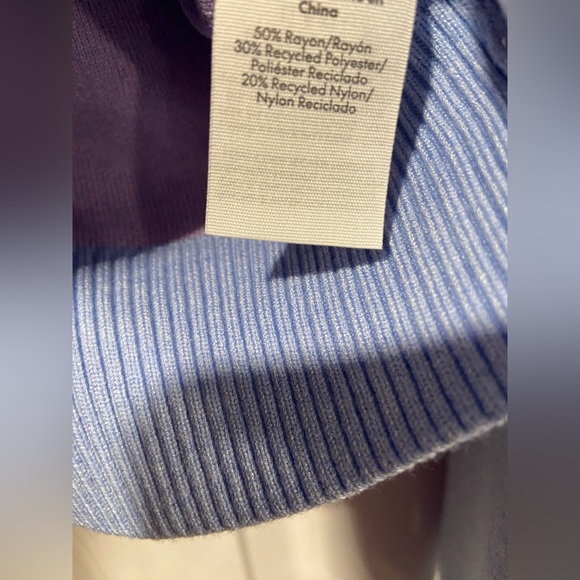 China
50% Rayon/Rayón
30% Recycled Polyester/
Poliéster Reciclado
20% Recycled Nylon/
Nylon Reciclado